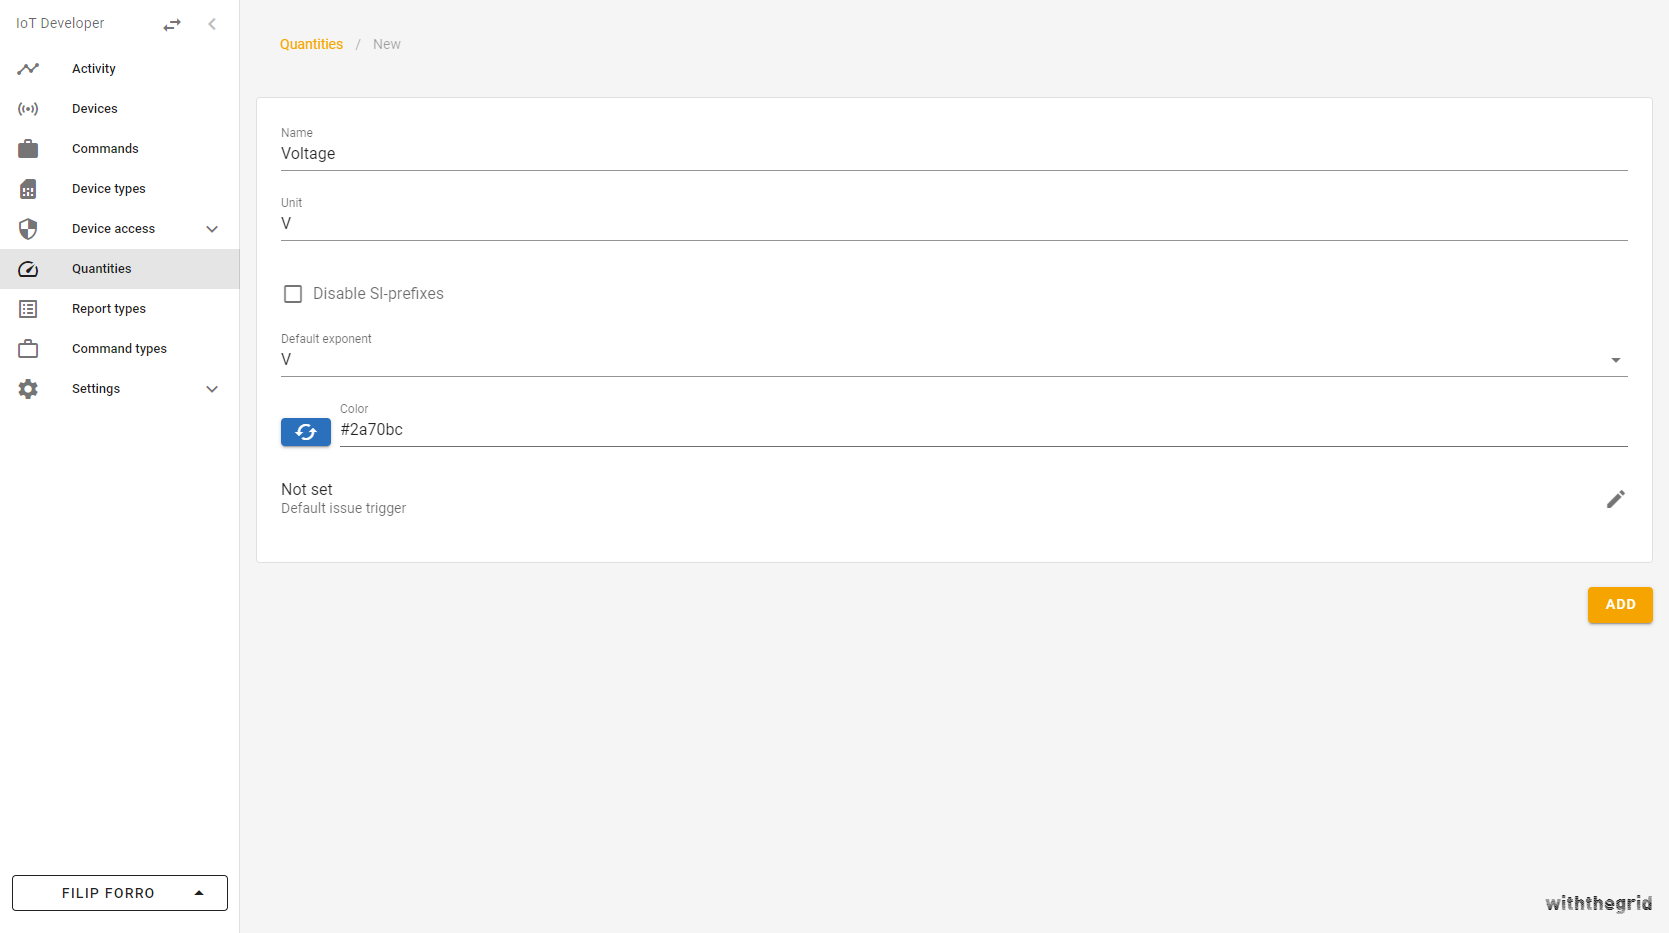 IoT Developer
Activity
Devices
Commands
Device types
Device access
Quantities
Report types
Command types
Settings
FILIP FORRO
Quantities / New
Name
Voltage
Unit
V
Disable SI-prefixes
Default exponent
V
Color
#2a70bc
Not set
Default issue trigger
ADD
withthegrid